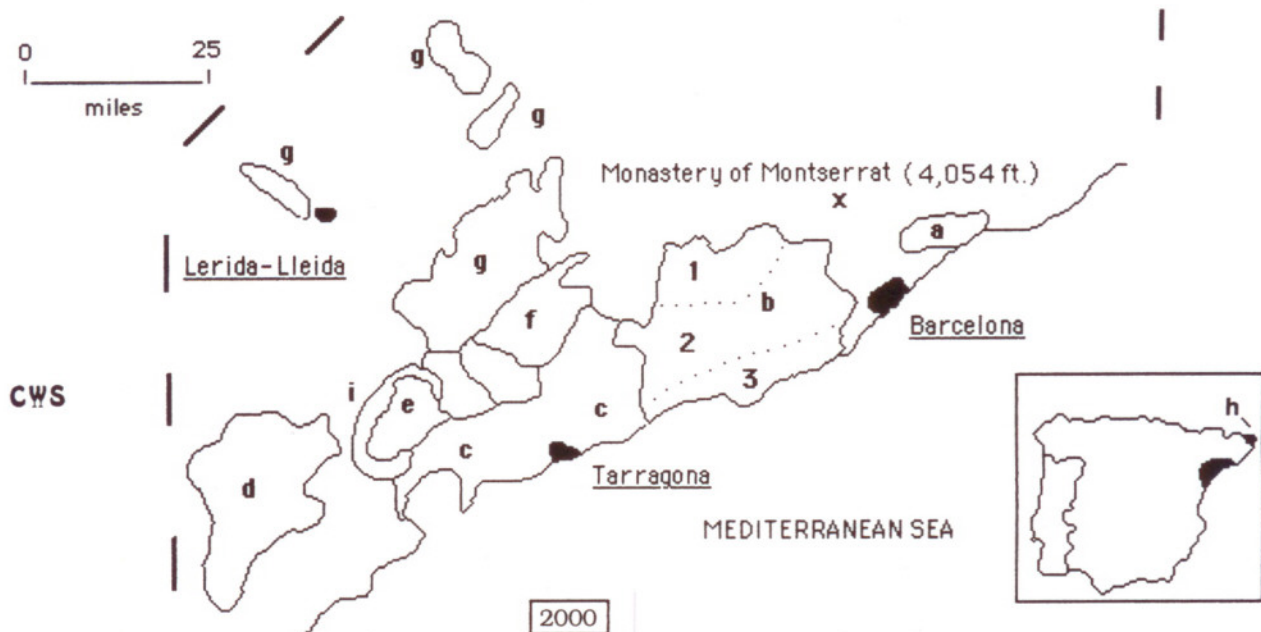 0 25
miles
g
g
g
Monastery of Montserrat (4,054 ft.)
x
a
Lerida-Lleida
g
1
b
f
2
Barcelona
3
CWS
i
e
c
h
c
d
Tarragona
MEDITERRANEAN SEA
2000